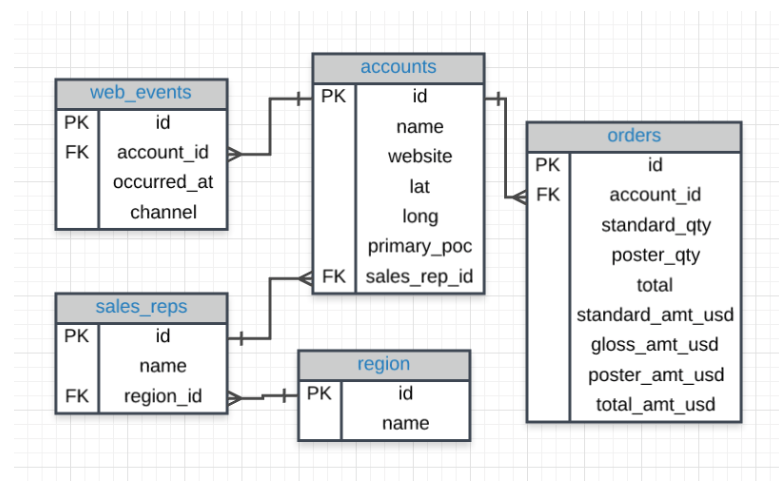 web_events
PK id
FK account_id
occurred_at
channel
accounts
PK id
name
website
lat
long
primary_poc
FK sales_rep_id
orders
PK id
FK account_id
standard_qty
poster_qty
total
standard_amt_usd
gloss_amt_usd
poster_amt_usd
total_amt_usd
sales_reps
PK id
name
FK region_id
region
PK id
name